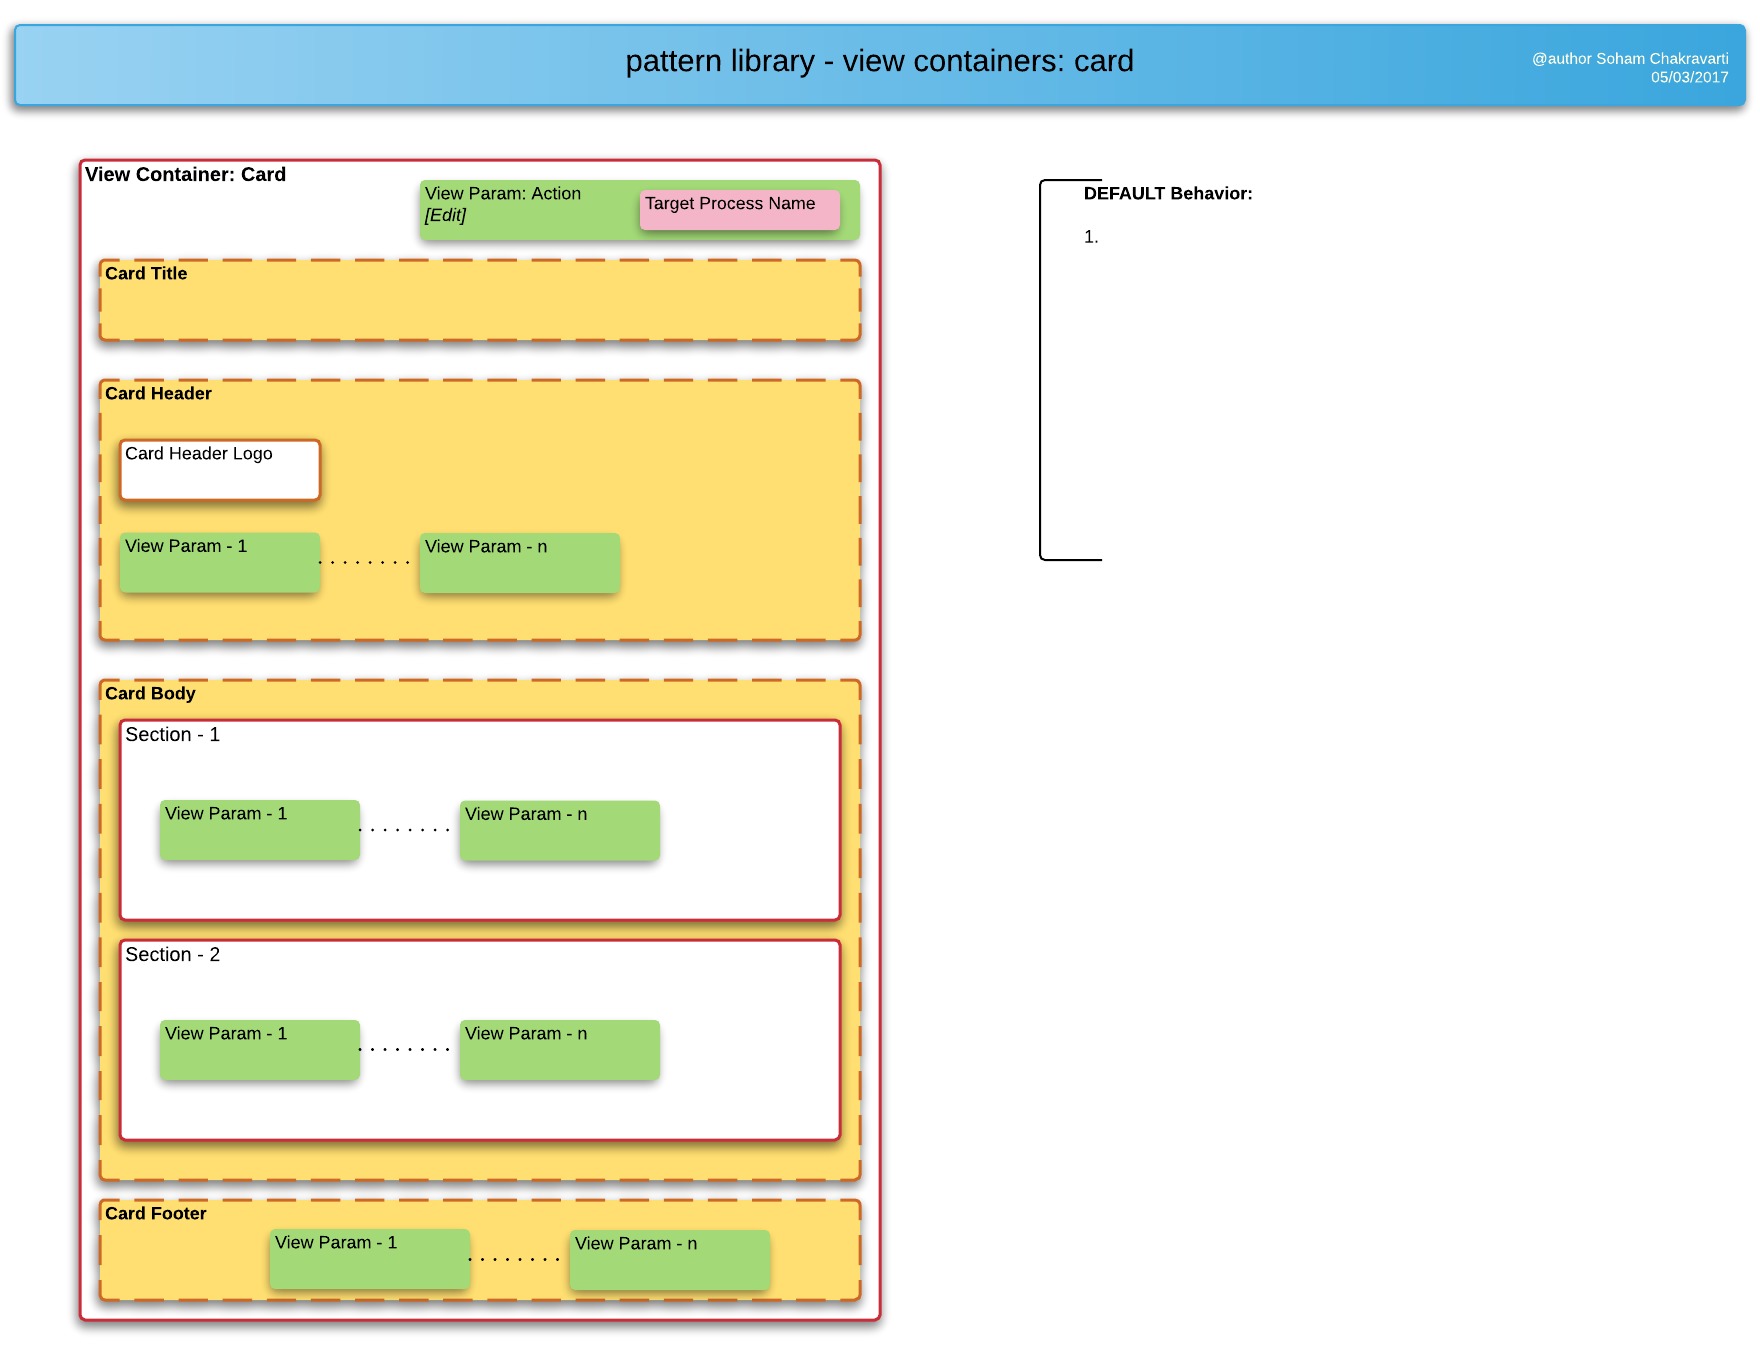 pattern library - view containers: card
@author Soham Chakravarti
05/03/2017
View Container: Card
View Param: Action
[Edit]
Target Process Name
Card Title
Card Header
Card Header Logo
View Param - 1
. . . . . . . .
View Param - n
Card Body
Section - 1
View Param - 1
. . . . . . . .
View Param - n
Section - 2
View Param - 1
. . . . . . . .
View Param - n
Card Footer
View Param - 1
. . . . . . . .
View Param - n
DEFAULT Behavior:
1.